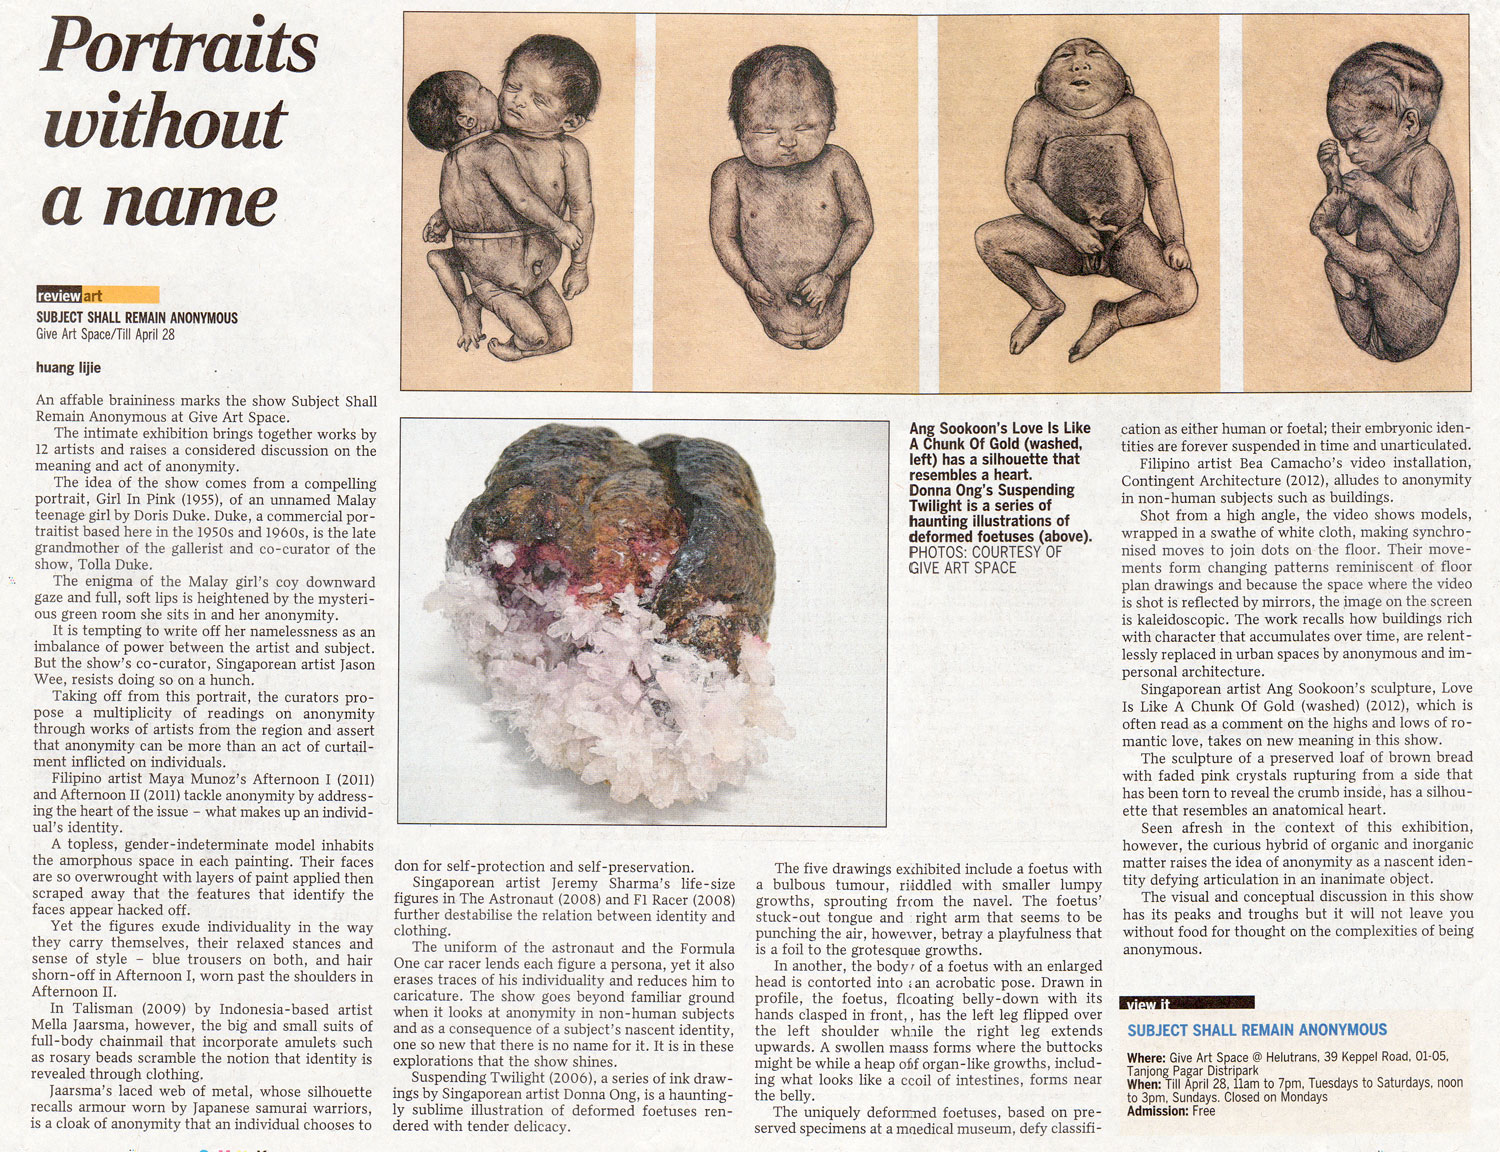 Portraits
without
a name
review art
SUBJECT SHALL REMAIN ANONYMOUS
Give Art Space/Till April 28
huang lijie
An affable braininess marks the show Subject Shall
Remain Anonymous at Give Art Space.
The intimate exhibition brings together works by
12 artists and raises a considered discussion on the
meaning and act of anonymity.
The idea of the show comes from a compelling
portrait, Girl In Pink (1955), of an unnamed Malay
teenage girl by Doris Duke. Duke, a commercial por-
traitist based here in the 1950s and 1960s, is the late
grandmother of the gallerist and co-curator of the
show, Tolla Duke.
The enigma of the Malay girl's coy downward
gaze and full, soft lips is heightened by the mysteri-
ous green room she sits in and her anonymity.
It is tempting to write off her namelessness as an
imbalance of power between the artist and subject.
But the show's co-curator, Singaporean artist Jason
Wee, resists doing so on a hunch.
Taking off from this portrait, the curators pro-
pose a multiplicity of readings on anonymity
through works of artists from the region and assert
that anonymity can be more than an act of curtail-
ment inflicted on individuals.
Filipino artist Maya Munoz's Afternoon I (2011)
and Afternoon II (2011) tackle anonymity by address-
ing the heart of the issue – what makes up an individ-
ual's identity.
A topless, gender-indeterminate model inhabits
the amorphous space in each painting. Their faces
are so overwrought with layers of paint applied then
scraped away that the features that identify the
faces appear hacked off.
Yet the figures exude individuality in the way
they carry themselves, their relaxed stances and
sense of style – blue trousers on both, and hair
shorn-off in Afternoon I, worn past the shoulders in
Afternoon II.
In Talisman (2009) by Indonesia-based artist
Mella Jaarsma, however, the big and small suits of
full-body chainmail that incorporate amulets such
as rosary beads scramble the notion that identity is
revealed through clothing.
Jaarsma's laced web of metal, whose silhouette
recalls armour worn by Japanese samurai warriors,
is a cloak of anonymity that an individual chooses to
don for self-protection and self-preservation.
Singaporean artist Jeremy Sharma's life-size
figures in The Astronaut (2008) and F1 Racer (2008)
further destabilise the relation between identity and
clothing.
The uniform of the astronaut and the Formula
One car racer lends each figure a persona, yet it also
erases traces of his individuality and reduces him to
caricature. The show goes beyond familiar ground
when it looks at anonymity in non-human subjects
and as a consequence of a subject's nascent identity,
one so new that there is no name for it. It is in these
explorations that the show shines.
Suspending Twilight (2006), a series of ink draw-
ings by Singaporean artist Donna Ong, is a haunting-
ly sublime illustration of deformed foetuses ren-
dered with tender delicacy.
The five drawings exhibited include a foetus with
a bulbous tumour, riddled with smaller lumpy
growths, sprouting from the navel. The foetus'
stuck-out tongue and right arm that seems to be
punching the air, however, betray a playfulness that
is a foil to the grotesque growths.
In another, the body of a foetus with an enlarged
head is contorted into an acrobatic pose. Drawn in
profile, the foetus, floating belly-down with its
hands clasped in front, has the left leg flipped over
the left shoulder while the right leg extends
upwards. A swollen mass forms where the buttocks
might be while a heap of organ-like growths, includ-
ing what looks like a coil of intestines, forms near
the belly.
The uniquely deformed foetuses, based on pre-
served specimens at a medical museum, defy classifi-
cation as either human or foetal; their embryonic iden-
tities are forever suspended in time and unarticulated.
Filipino artist Bea Camacho's video installation,
Contingent Architecture (2012), alludes to anonymity
in non-human subjects such as buildings.
Shot from a high angle, the video shows models,
wrapped in a swathe of white cloth, making synchro-
nised moves to join dots on the floor. Their move-
ments form changing patterns reminiscent of floor
plan drawings and because the space where the video
is shot is reflected by mirrors, the image on the screen
is kaleidoscopic. The work recalls how buildings rich
with character that accumulates over time, are relent-
lessly replaced in urban spaces by anonymous and im-
personal architecture.
Singaporean artist Ang Sookoon's sculpture, Love
Is Like A Chunk Of Gold (washed) (2012), which is
often read as a comment on the highs and lows of ro-
mantic love, takes on new meaning in this show.
The sculpture of a preserved loaf of brown bread
with faded pink crystals rupturing from a side that
has been torn to reveal the crumb inside, has a silhou-
ette that resembles an anatomical heart.
Seen afresh in the context of this exhibition,
however, the curious hybrid of organic and inorganic
matter raises the idea of anonymity as a nascent iden-
tity defying articulation in an inanimate object.
The visual and conceptual discussion in this show
has its peaks and troughs but it will not leave you
without food for thought on the complexities of being
anonymous.
Ang Sookoon's Love Is Like
A Chunk Of Gold (washed,
left) has a silhouette that
resembles a heart.
Donna Ong's Suspending
Twilight is a series of
haunting illustrations of
deformed foetuses (above).
PHOTOS: COURTESY OF
GIVE ART SPACE
view it
SUBJECT SHALL REMAIN ANONYMOUS
Where: Give Art Space @ Helutrans, 39 Keppel Road, 01-05,
Tanjong Pagar Distripark
When: Till April 28, 11am to 7pm, Tuesdays to Saturdays, noon
to 3pm, Sundays. Closed on Mondays
Admission: Free